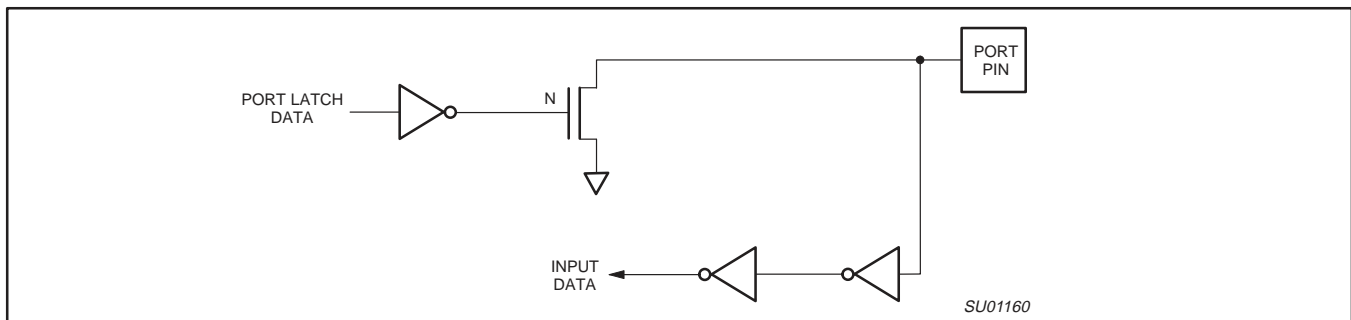 PORT
PIN
N
PORT LATCH
DATA
INPUT
DATA
SU01160